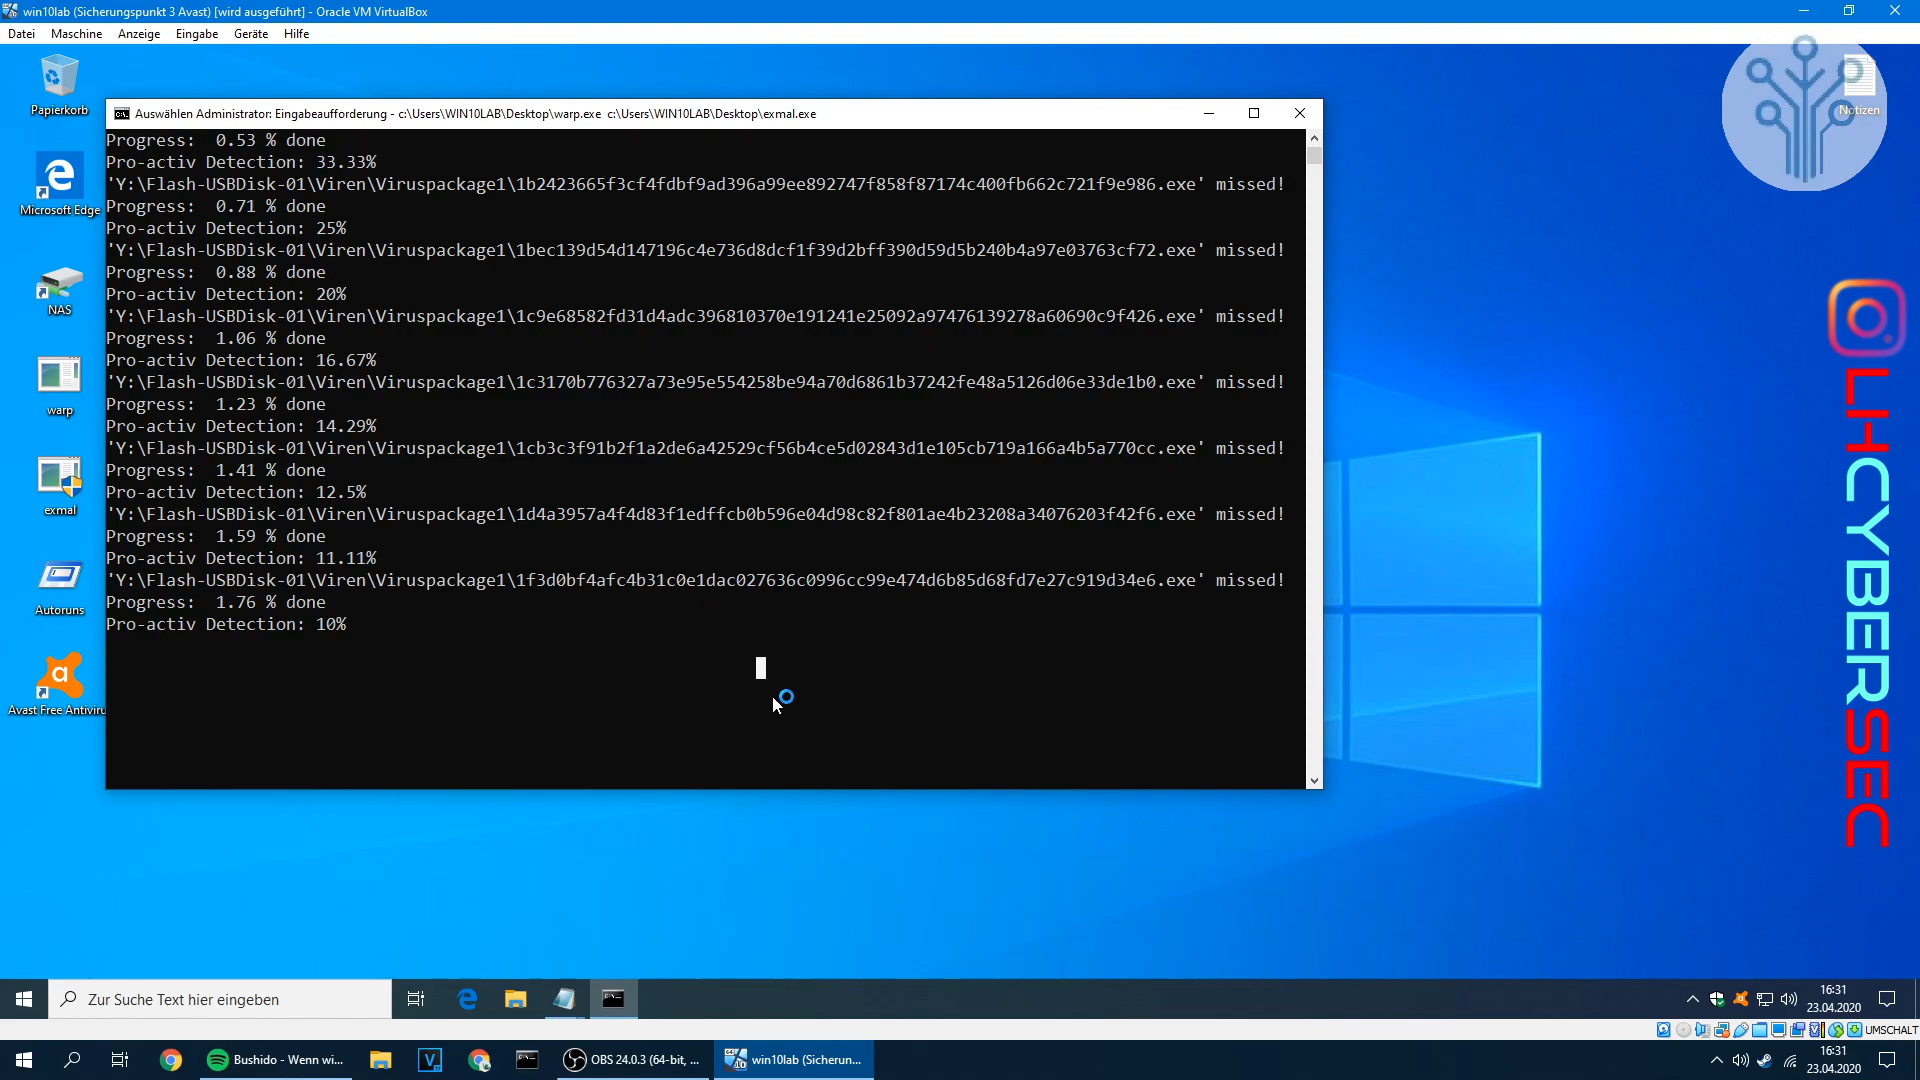 win10lab (Sicherungspunkt 3 Avast) [wird ausgeführt] - Oracle VM VirtualBox
Datei Maschine Anzeige Eingabe Geräte Hilfe
Papierkorb
Microsoft Edge
NAS
warp
exmal
Autoruns
Avast Free Antiviru
Notizen
Auswählen Administrator: Eingabeaufforderung - c:\Users\WIN10LAB\Desktop\warp.exe c:\Users\WIN10LAB\Desktop\exmal.exe
Progress:  0.53 % done
Pro-activ Detection: 33.33%
'Y:\Flash-USBDisk-01\Viren\Viruspackage1\1b2423665f3cf4fdbf9ad396a99ee892747f858f87174c400fb662c721f9e986.exe' missed!
Progress:  0.71 % done
Pro-activ Detection: 25%
'Y:\Flash-USBDisk-01\Viren\Viruspackage1\1bec139d54d147196c4e736d8dcf1f39d2bff390d59d5b240b4a97e03763cf72.exe' missed!
Progress:  0.88 % done
Pro-activ Detection: 20%
'Y:\Flash-USBDisk-01\Viren\Viruspackage1\1c9e68582fd31d4adc396810370e191241e25092a97476139278a60690c9f426.exe' missed!
Progress:  1.06 % done
Pro-activ Detection: 16.67%
'Y:\Flash-USBDisk-01\Viren\Viruspackage1\1c3170b776327a73e95e554258be94a70d6861b37242fe48a5126d06e33de1b0.exe' missed!
Progress:  1.23 % done
Pro-activ Detection: 14.29%
'Y:\Flash-USBDisk-01\Viren\Viruspackage1\1cb3c3f91b2f1a2de6a42529cf56b4ce5d02843d1e105cb719a166a4b5a770cc.exe' missed!
Progress:  1.41 % done
Pro-activ Detection: 12.5%
'Y:\Flash-USBDisk-01\Viren\Viruspackage1\1d4a3957a4f4d83f1edffcb0b596e04d98c82f801ae4b23208a34076203f42f6.exe' missed!
Progress:  1.59 % done
Pro-activ Detection: 11.11%
'Y:\Flash-USBDisk-01\Viren\Viruspackage1\1f3d0bf4afc4b31c0e1dac027636c0996cc99e474d6b85d68fd7e27c919d34e6.exe' missed!
Progress:  1.76 % done
Pro-activ Detection: 10%
LHCYBERSEC
Zur Suche Text hier eingeben
16:31
23.04.2020
UMSCHALT
Bushido - Wenn wi...
OBS 24.0.3 (64-bit, ...
win10lab (Sicherun...
16:31
23.04.2020